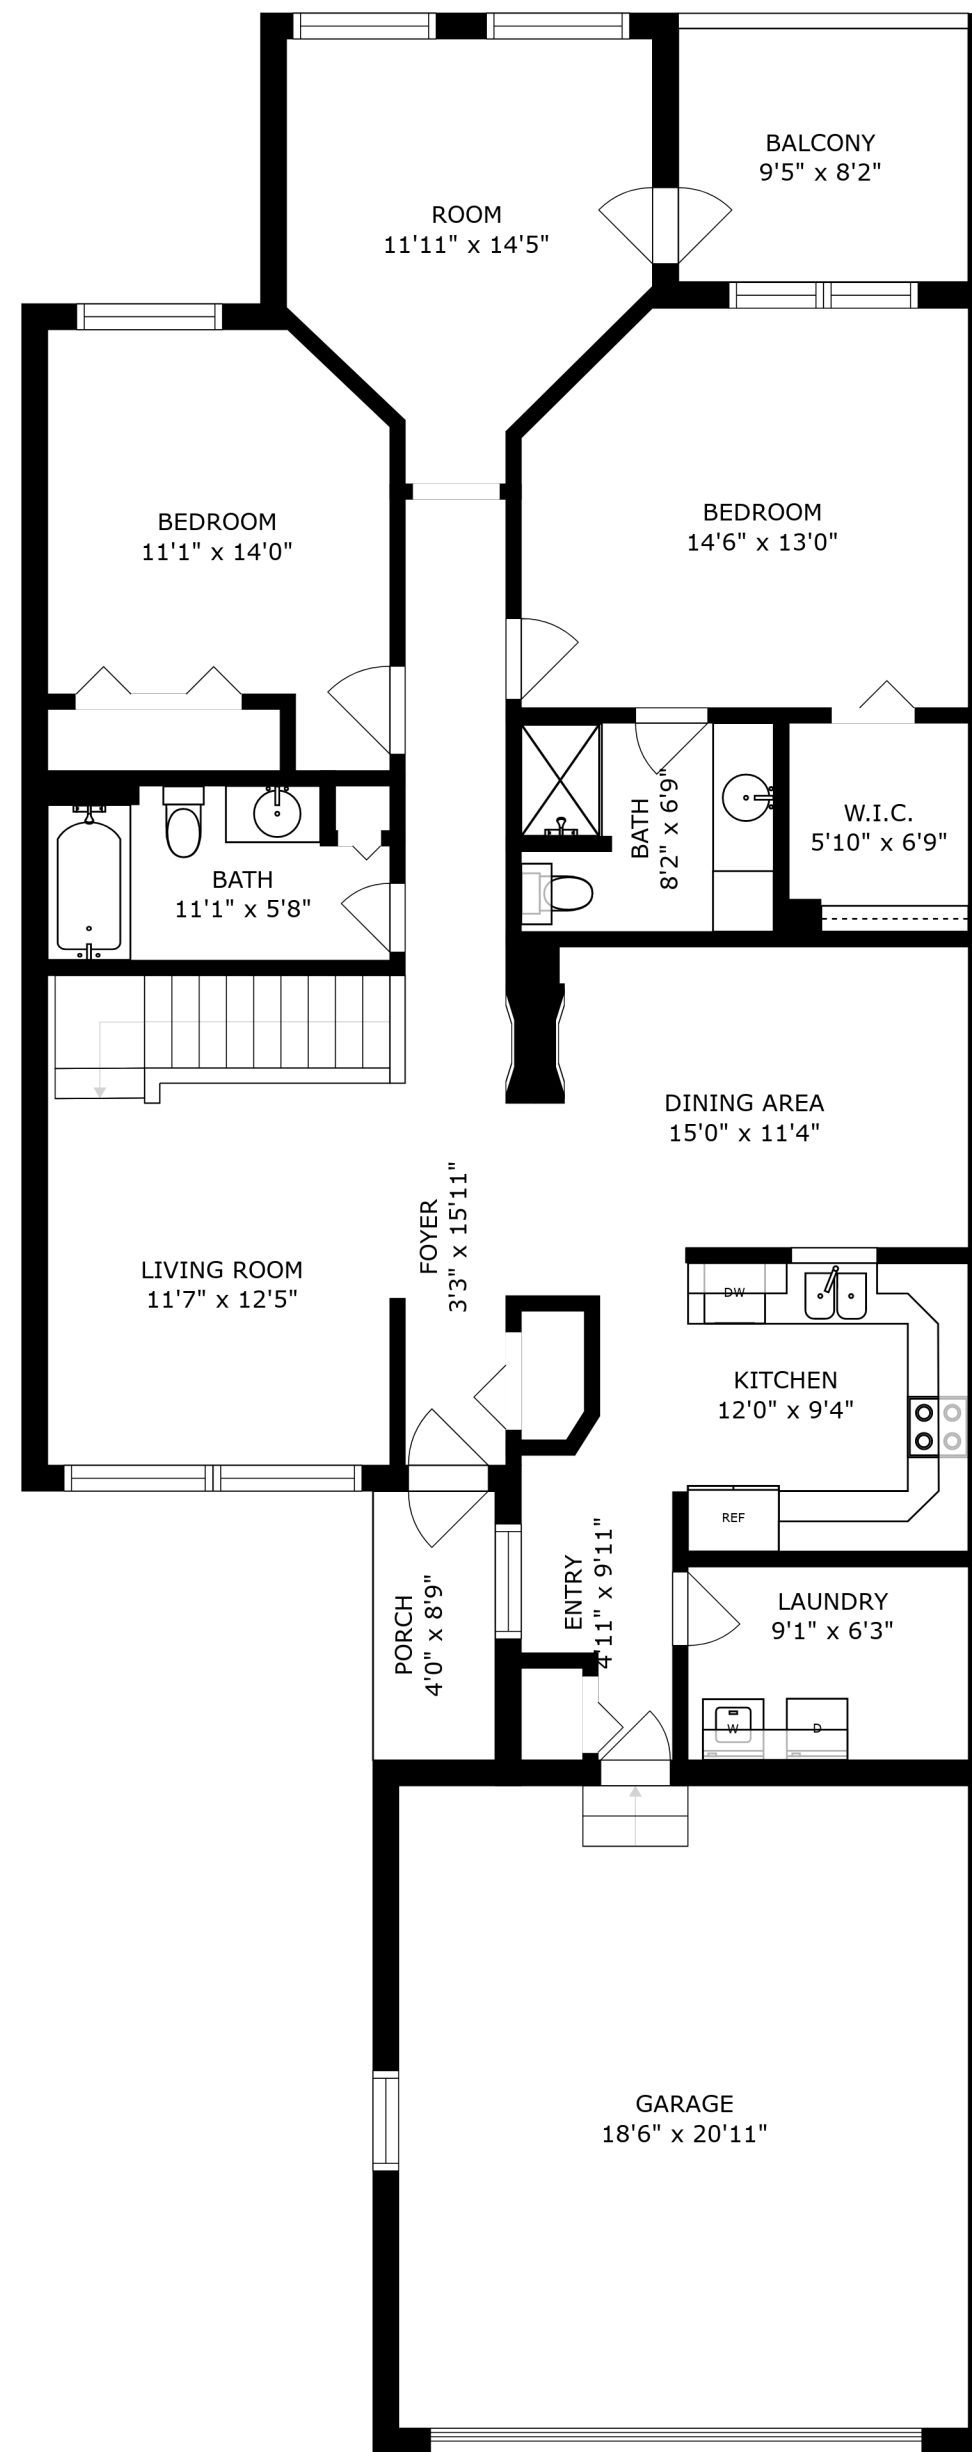 BALCONY
9'5" x 8'2"
ROOM
11'11" x 14'5"
BEDROOM
11'1" x 14'0"
BEDROOM
14'6" x 13'0"
BATH
8'2" x 6'9"
W.I.C.
5'10" x 6'9"
BATH
11'1" x 5'8"
DINING AREA
15'0" x 11'4"
FOYER
3'3" x 15'11"
LIVING ROOM
11'7" x 12'5"
DW
KITCHEN
12'0" x 9'4"
REF
ENTRY
4'11" x 9'11"
PORCH
4'0" x 8'9"
LAUNDRY
9'1" x 6'3"
W
D
GARAGE
18'6" x 20'11"